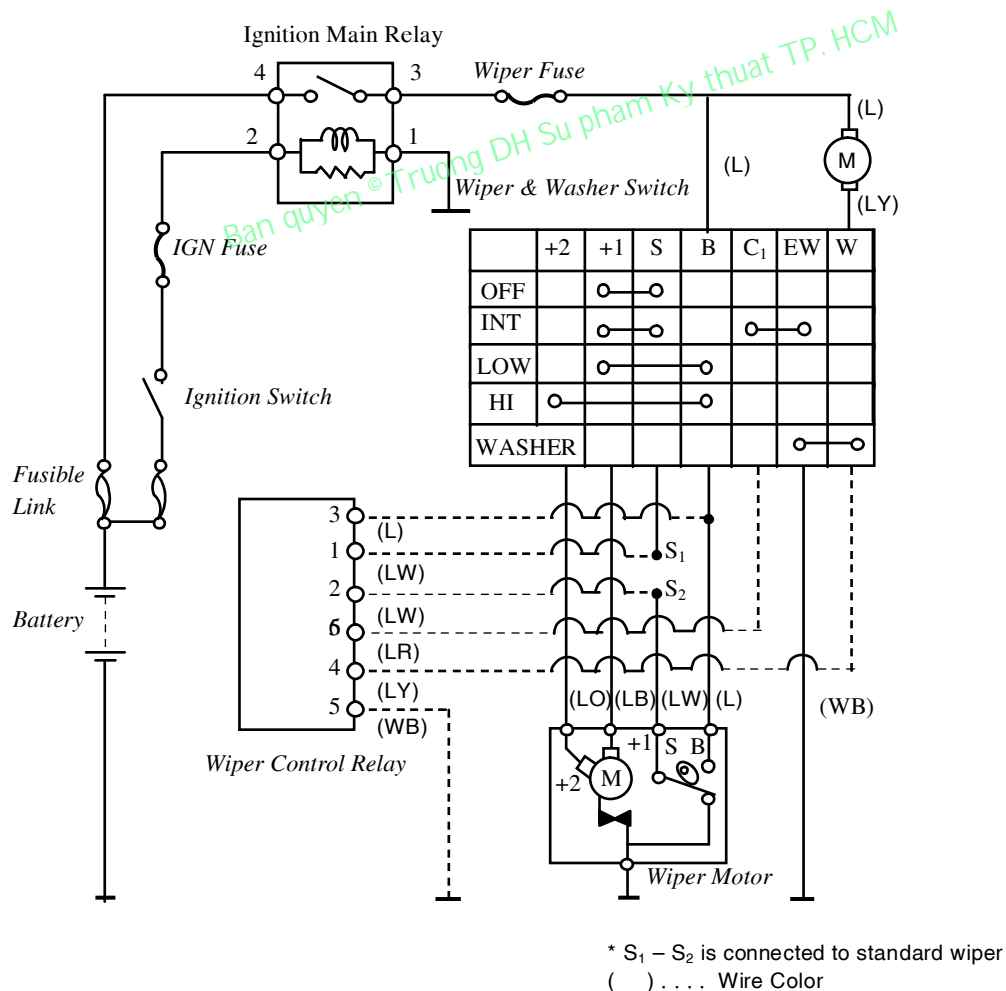 Ignition Main Relay
4
3
Wiper Fuse
2
1
(L)
M
(L)
Wiper & Washer Switch
(LY)
Ban quyen © Truong DH Su pham Ky thuat TP. HCM
IGN Fuse
+2 +1 S B C₁ EW W
OFF
INT
LOW
HI
WASHER
Ignition Switch
Fusible
Link
3
(L)
1
S₁
(LW)
2
S₂
(LW)
6
(LR)
4
(LY)
5
(WB)
Battery
(LO) (LB) (LW) (L)
(WB)
Wiper Control Relay
+1 S B
+2
M
Wiper Motor
* S₁ – S₂ is connected to standard wiper
( ) . . . . Wire Color